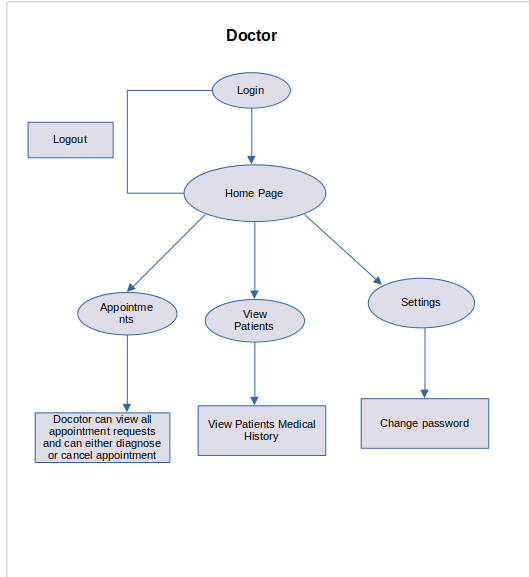 Doctor
Login
Logout
Home Page
Appointme
nts
View
Patients
Settings
Docotor can view all
appointment requests
and can either diagnose
or cancel appointment
View Patients Medical
History
Change password